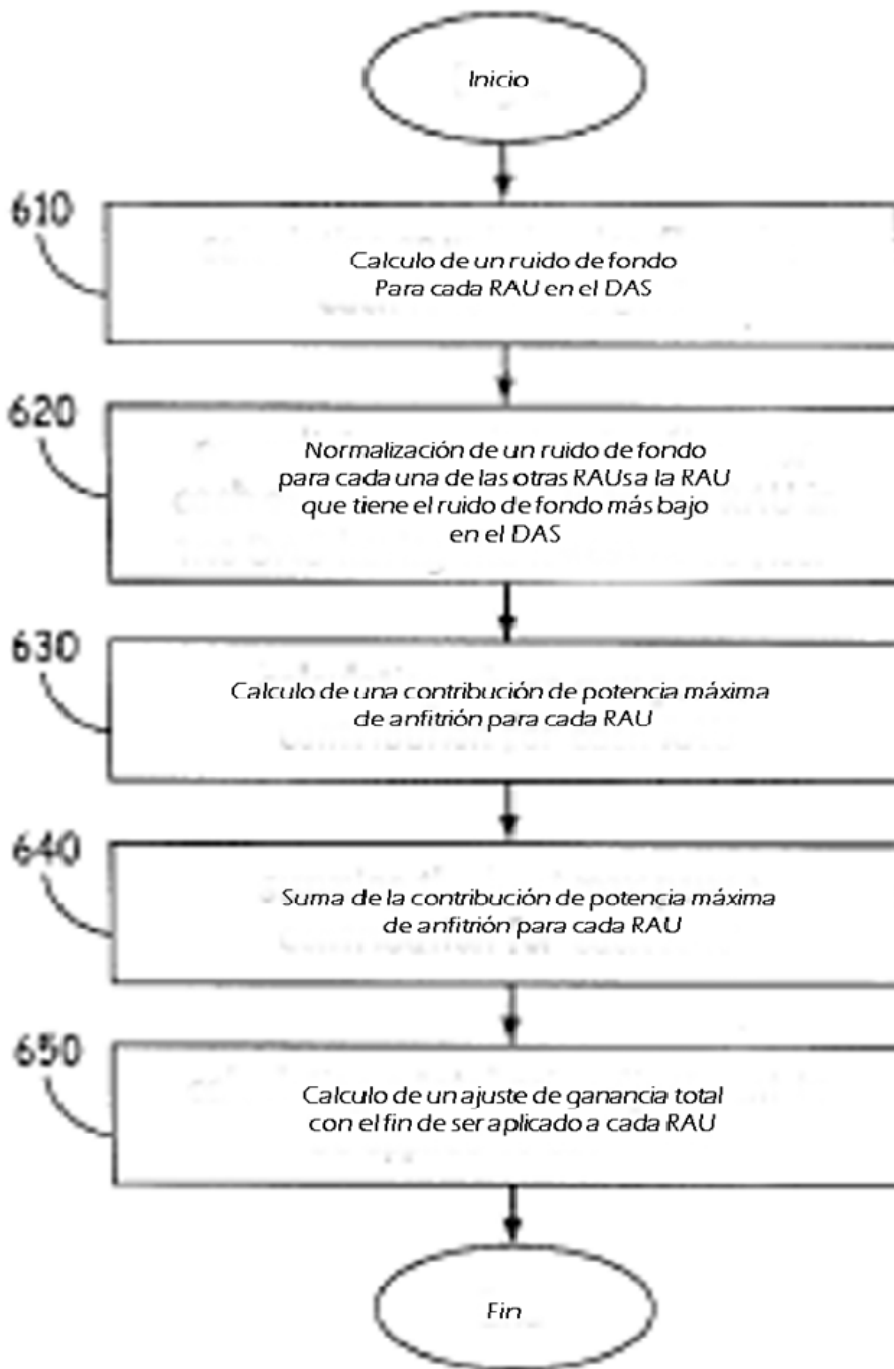 Inicio
610
Calculo de un ruido de fondo
Para cada RAU en el DAS
620
Normalización de un ruido de fondo
para cada una de las otras RAUs a la RAU
que tiene el ruido de fondo más bajo
en el DAS
630
Calculo de una contribución de potencia máxima
de anfitrión para cada RAU
640
Suma de la contribución de potencia máxima
de anfitrión para cada RAU
650
Calculo de un ajuste de ganancia total
con el fin de ser aplicado a cada RAU
Fin